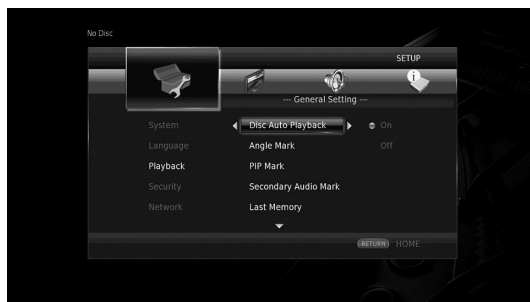 No Disc
SETUP
--- General Setting ---
System
Disc Auto Playback
On
Language
Angle Mark
Off
Playback
PIP Mark
Security
Secondary Audio Mark
Network
Last Memory
RETURN HOME